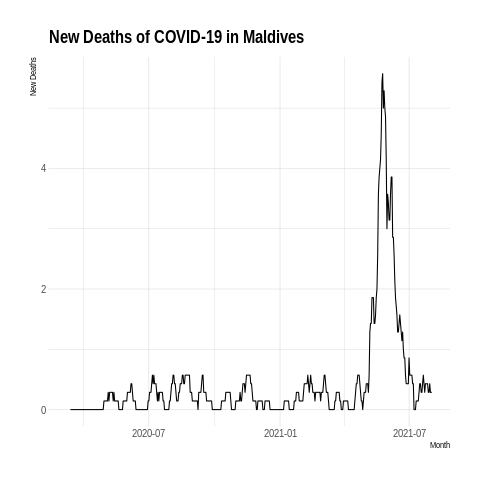 New Deaths of COVID-19 in Maldives
New Deaths
4
2
0
2020-07
2021-01
2021-07
Month